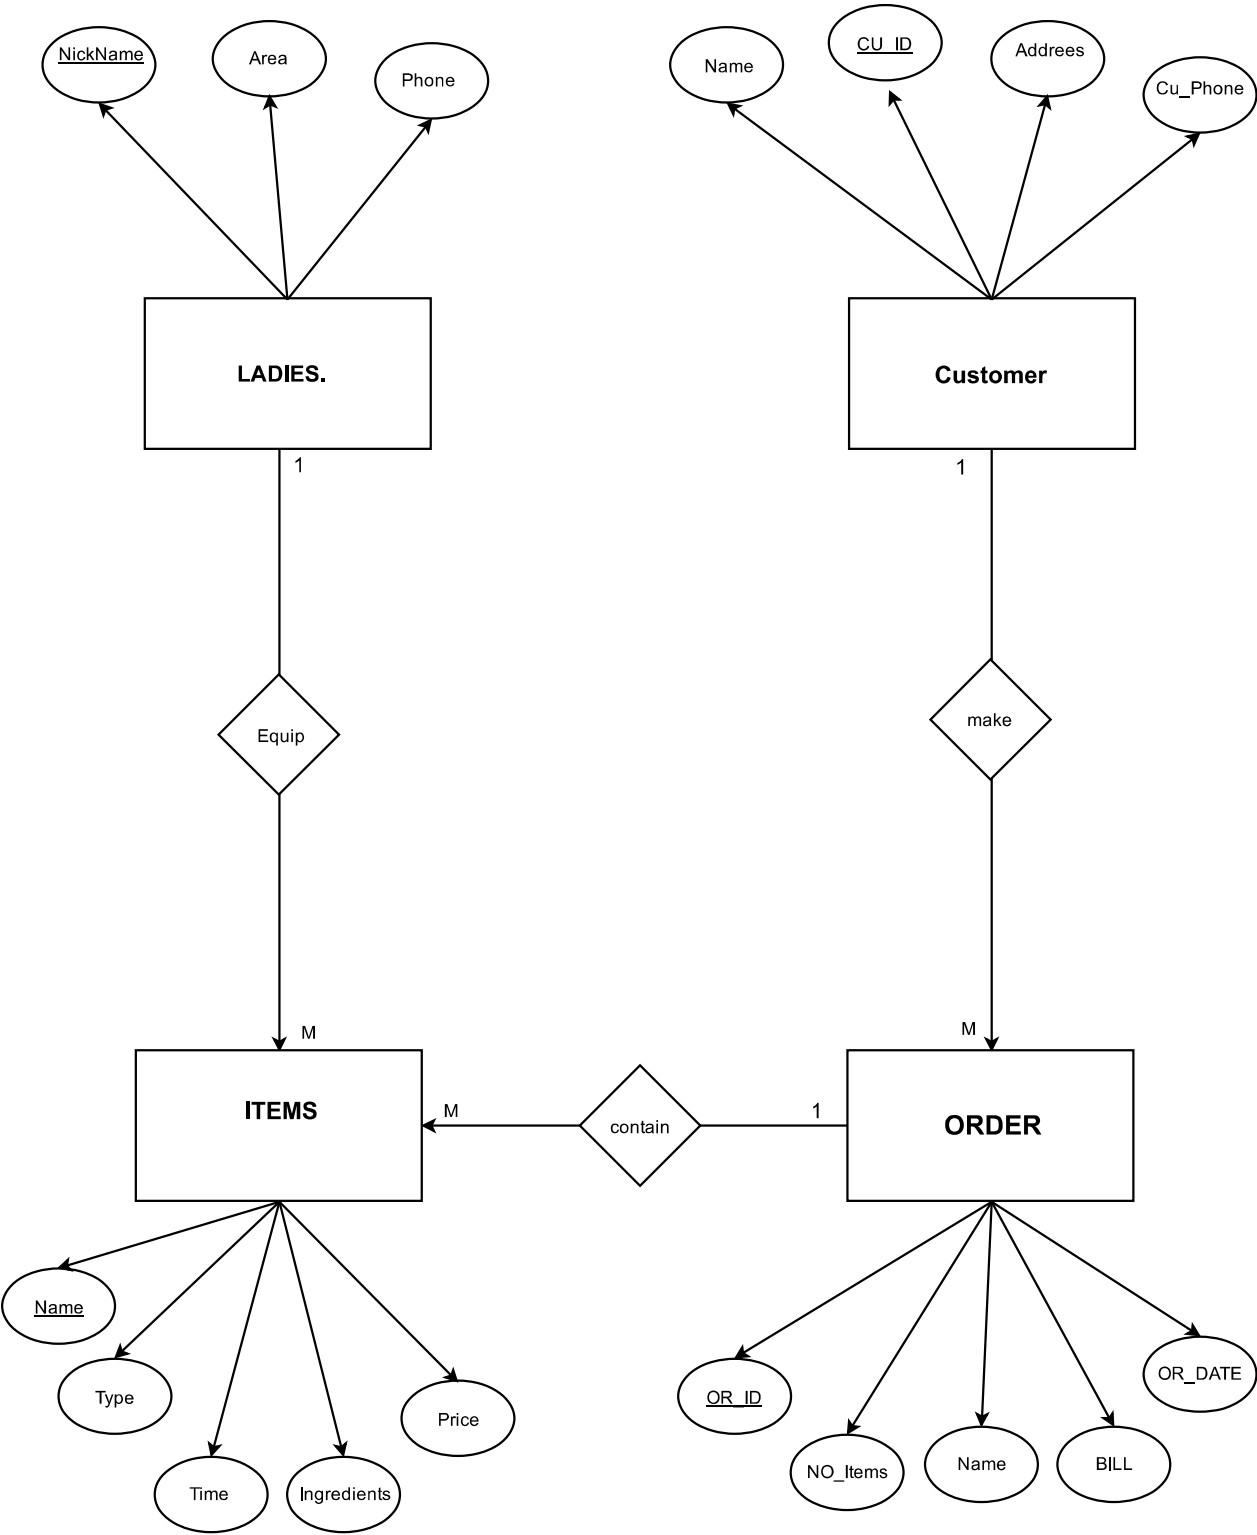 NickName
Area
Phone
Name
CU_ID
Addrees
Cu_Phone
LADIES.
Customer
1
1
Equip
make
M
M
ITEMS
M
contain
1
ORDER
Name
Type
Time
Ingredients
Price
OR_ID
NO_Items
Name
BILL
OR_DATE